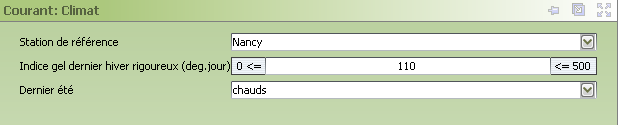 Courant: Climat
Station de référence Nancy
Indice gel dernier hiver rigoureux (deg.jour) 0 <= 110 <= 500
Dernier été chauds